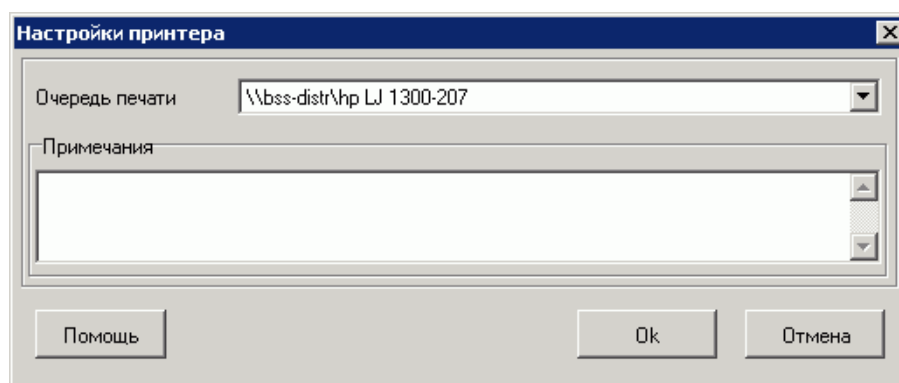 Настройки принтера
Очередь печати \\bss-distr\hp LJ 1300-207
Примечания
Помощь Ok Отмена